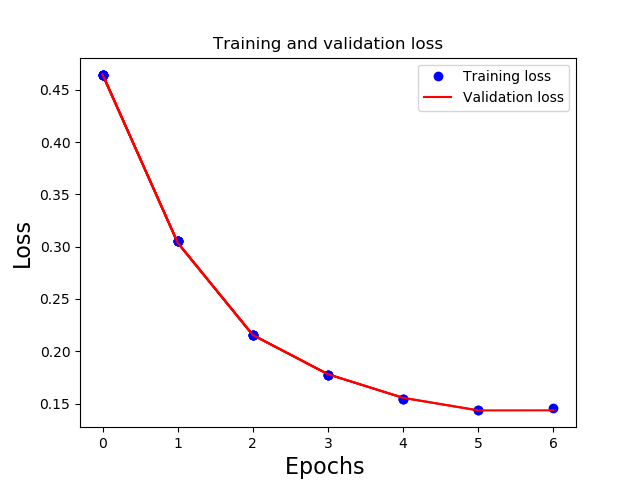 Training and validation loss
Training loss
Validation loss
0.45
0.40
0.35
0.30
0.25
0.20
0.15
Loss
0 1 2 3 4 5 6
Epochs